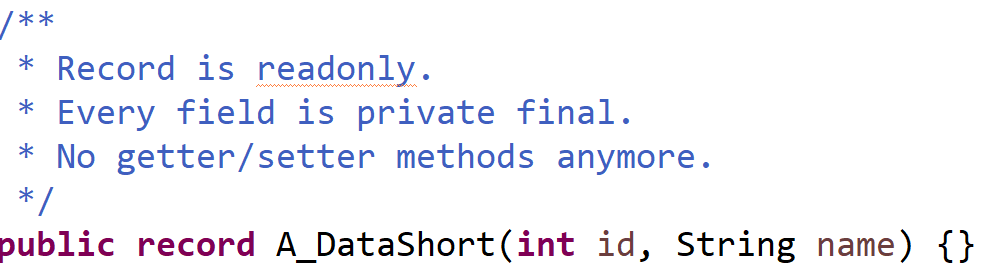 /**
* Record is readonly.
* Every field is private final.
* No getter/setter methods anymore.
*/
public record A_DataShort(int id, String name) {}